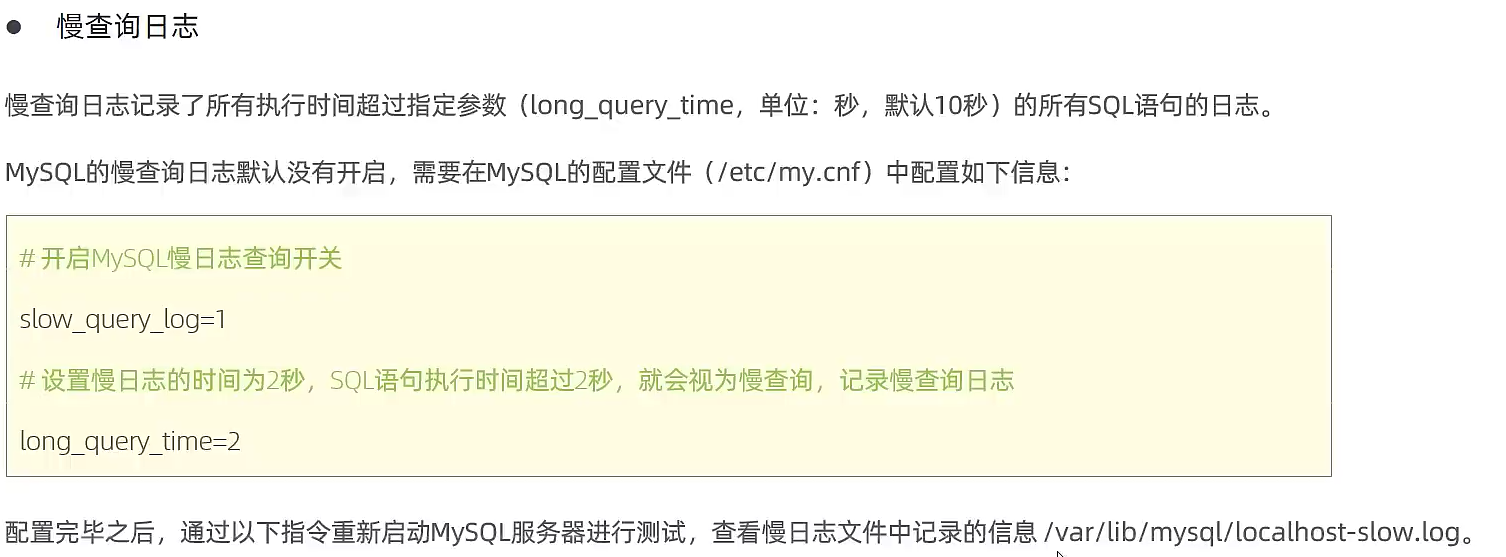 ● 慢查询日志
慢查询日志记录了所有执行时间超过指定参数（long_query_time，单位：秒，默认10秒）的所有SQL语句的日志。
MySQL的慢查询日志默认没有开启，需要在MySQL的配置文件（/etc/my.cnf）中配置如下信息：
# 开启MySQL慢日志查询开关
slow_query_log=1
# 设置慢日志的时间为2秒，SQL语句执行时间超过2秒，就会视为慢查询，记录慢查询日志
long_query_time=2
配置完毕之后，通过以下指令重新启动MySQL服务器进行测试，查看慢日志文件中记录的信息 /var/lib/mysql/localhost-slow.log。